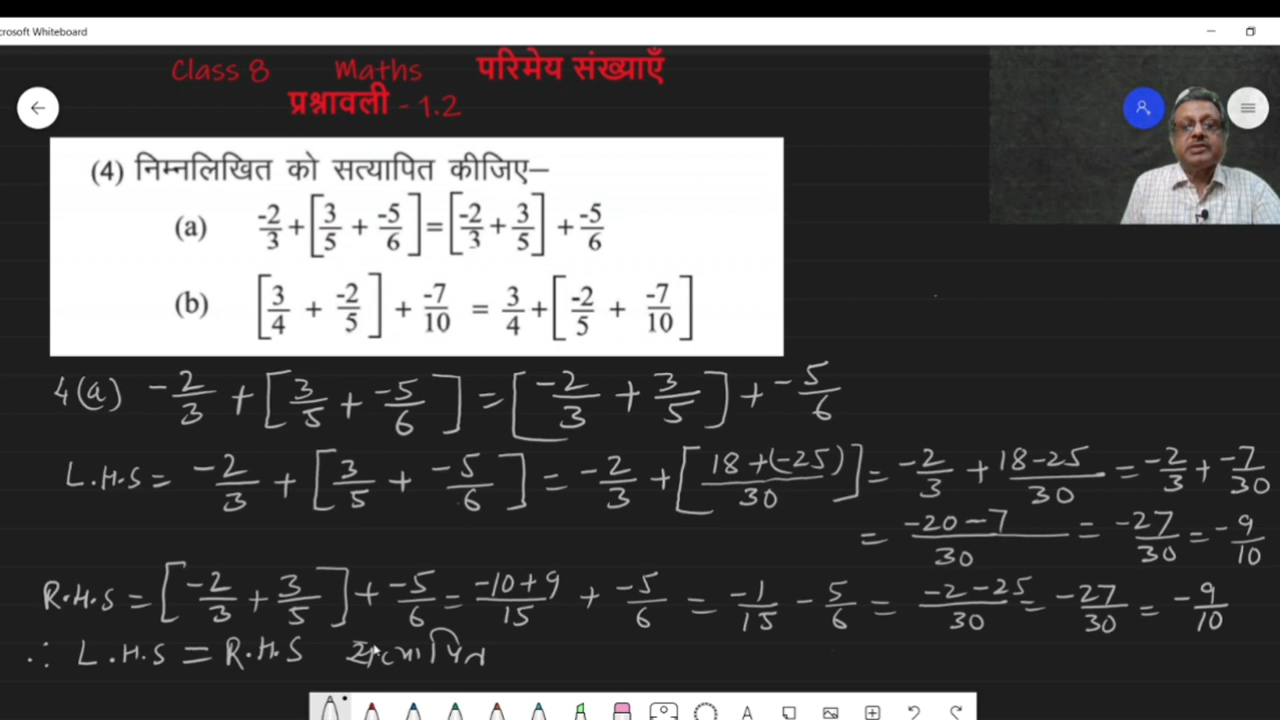 crosoft Whiteboard
Class 8 Maths परिमेय संख्याएँ
प्रश्नावली - 1.2
(4) निम्नलिखित को सत्यापित कीजिए–
(a) -2/3 + [3/5 + -5/6] = [-2/3 + 3/5] + -5/6
(b) [3/4 + -2/5] + -7/10 = 3/4 + [-2/5 + -7/10]
4(a) -2/3 + [3/5 + -5/6] = [-2/3 + 3/5] + -5/6
L.H.S = -2/3 + [3/5 + -5/6] = -2/3 + [18+(-25)/30] = -2/3 + 18-25/30 = -2/3 + -7/30
= -20-7/30 = -27/30 = -9/10
R.H.S = [-2/3 + 3/5] + -5/6 = -10+9/15 + -5/6 = -1/15 - 5/6 = -2-25/30 = -27/30 = -9/10
∴ L.H.S = R.H.S सत्यापित
A